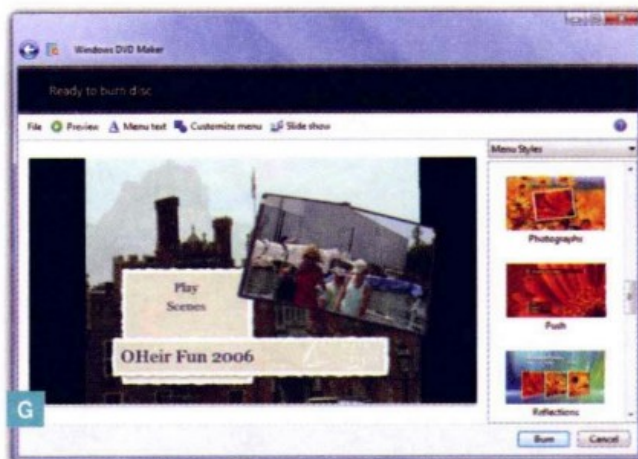 Windows DVD Maker
Ready to burn disc
File Preview A Menu text Customize menu Slide show
Menu Styles
Photographs
Push
Reflections
Play
Scenes
OHeir Fun 2006
G
Burn Cancel